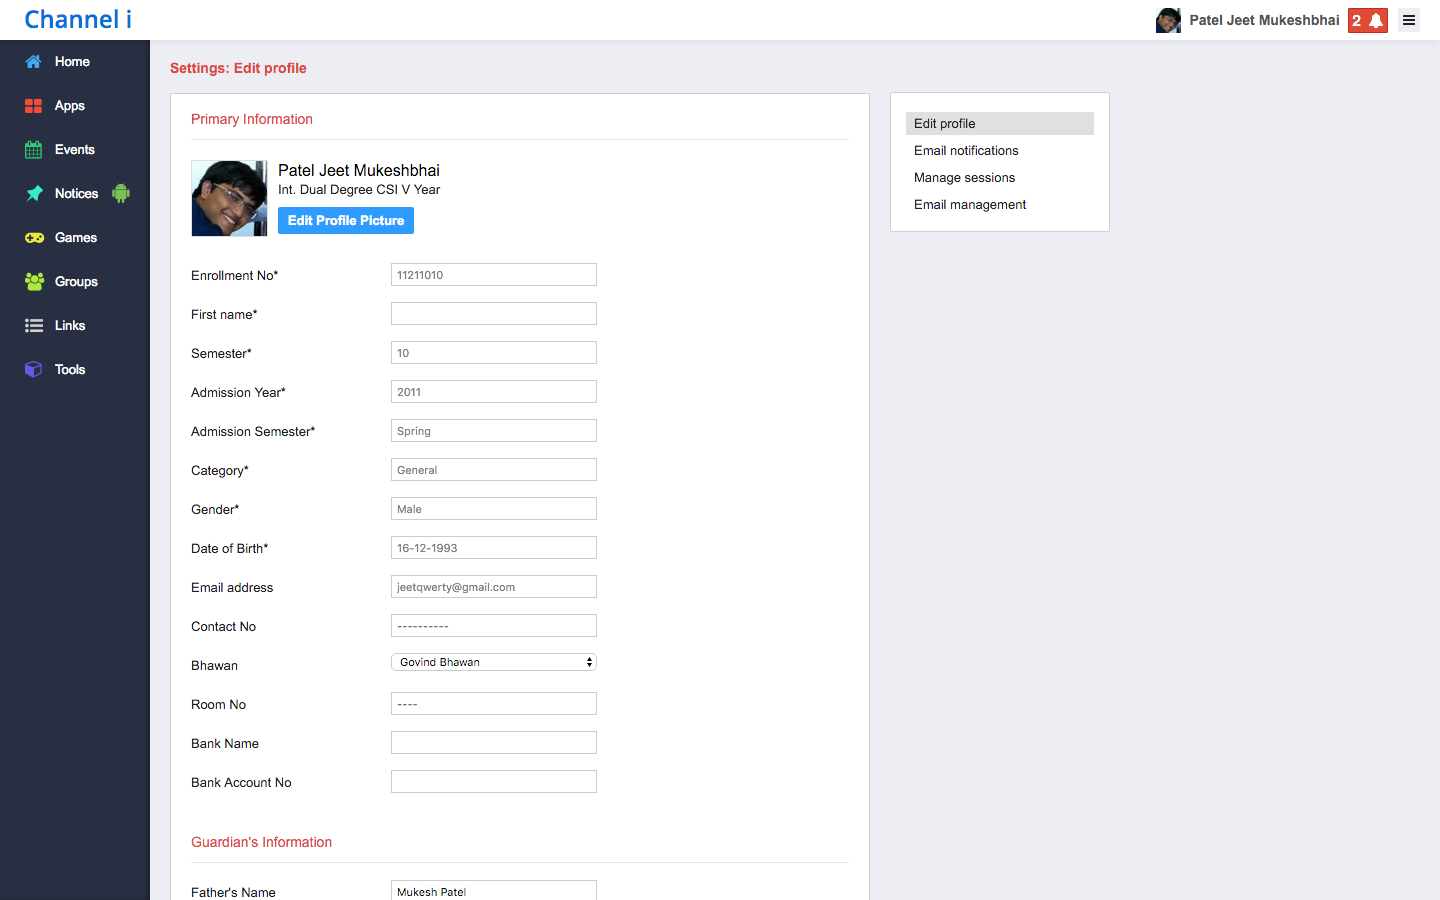 Channel i
Patel Jeet Mukeshbhai
2
Home
Apps
Events
Notices
Games
Groups
Links
Tools
Settings: Edit profile
Primary Information
Patel Jeet Mukeshbhai
Int. Dual Degree CSI V Year
Edit Profile Picture
Enrollment No* 11211010
First name*
Semester* 10
Admission Year* 2011
Admission Semester* Spring
Category* General
Gender* Male
Date of Birth* 16-12-1993
Email address jeetqwerty@gmail.com
Contact No ----------
Bhawan Govind Bhawan
Room No ----
Bank Name
Bank Account No
Guardian's Information
Father's Name Mukesh Patel
Edit profile
Email notifications
Manage sessions
Email management